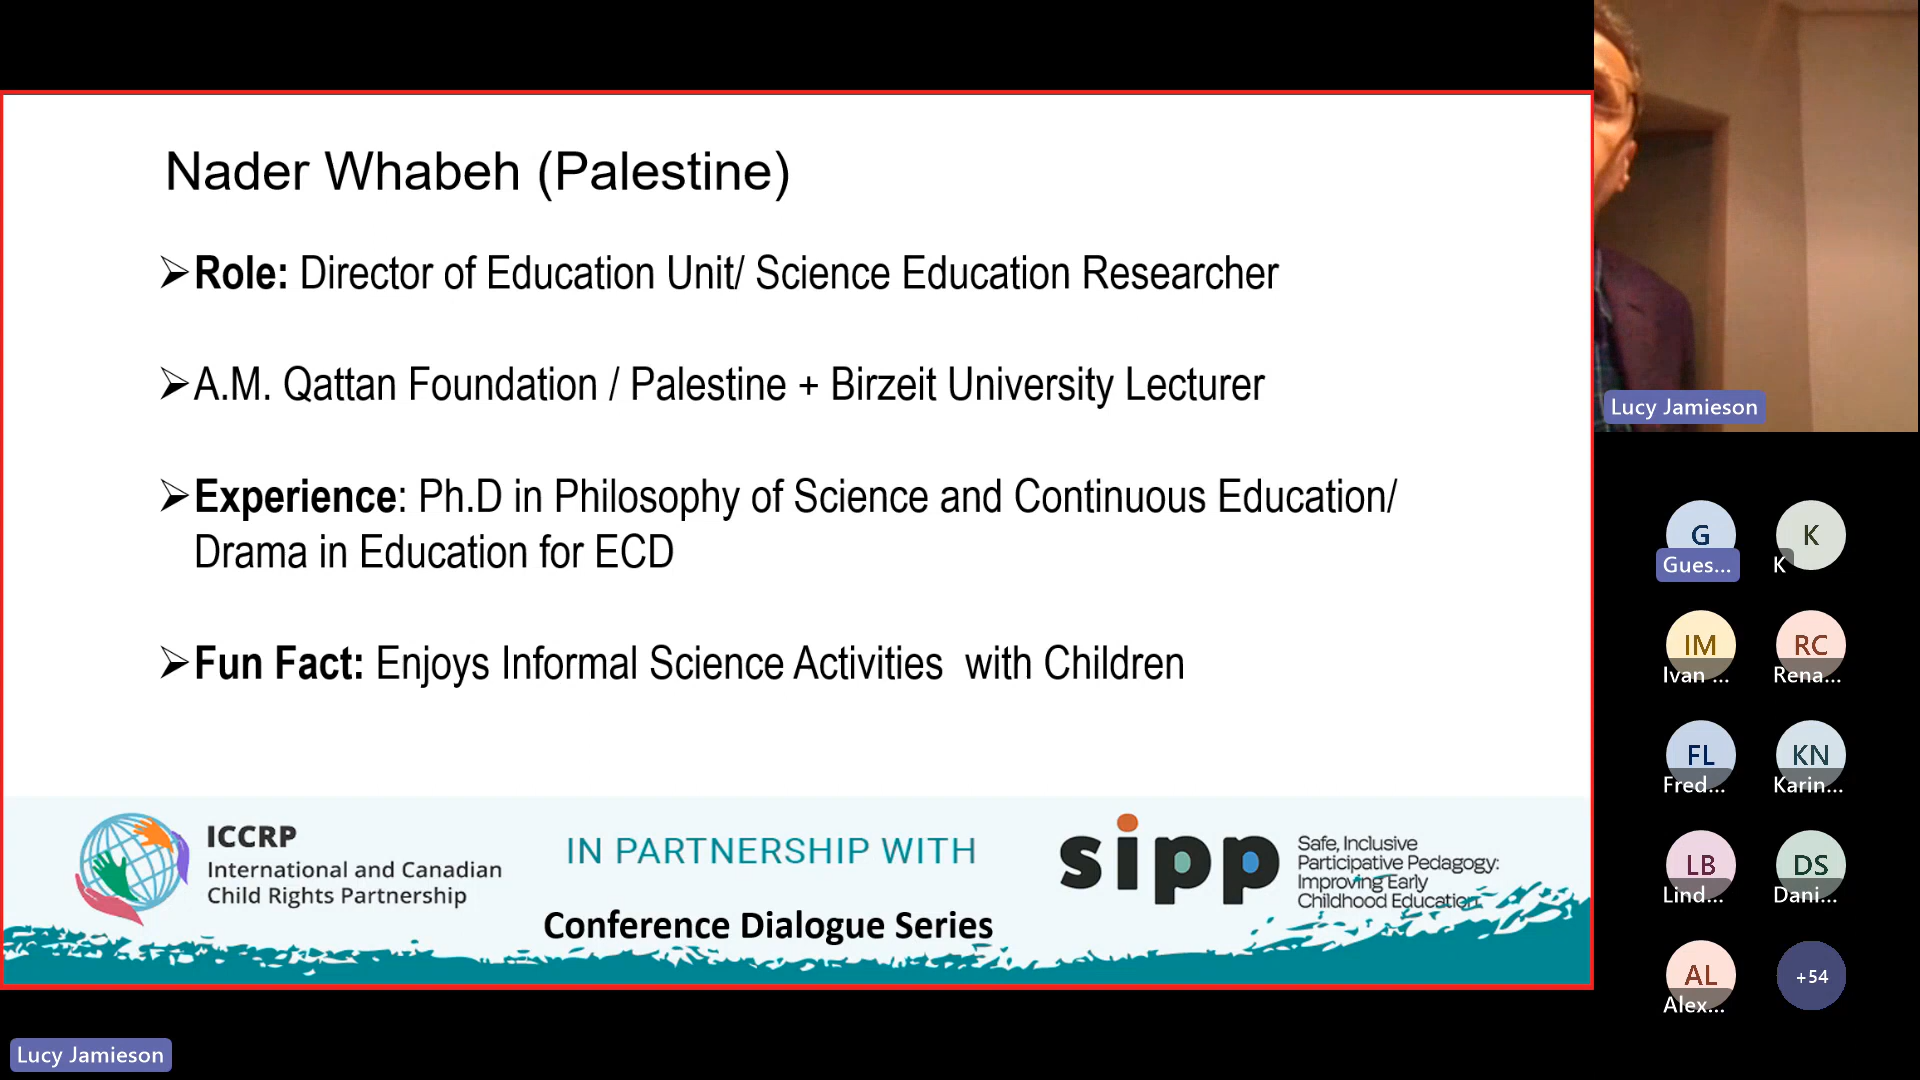 Nader Whabeh (Palestine)
➢Role: Director of Education Unit/ Science Education Researcher
➢A.M. Qattan Foundation / Palestine + Birzeit University Lecturer
➢Experience: Ph.D in Philosophy of Science and Continuous Education/
Drama in Education for ECD
➢Fun Fact: Enjoys Informal Science Activities  with Children
ICCRP
International and Canadian
Child Rights Partnership
IN PARTNERSHIP WITH
Conference Dialogue Series
sipp
Safe, Inclusive
Participative Pedagogy:
Improving Early
Childhood Education
Lucy Jamieson
G
Gues...
K
K
IM
Ivan ...
RC
Rena...
FL
Fred...
KN
Karin...
LB
Lind...
DS
Dani...
AL
Alex...
+54
Lucy Jamieson